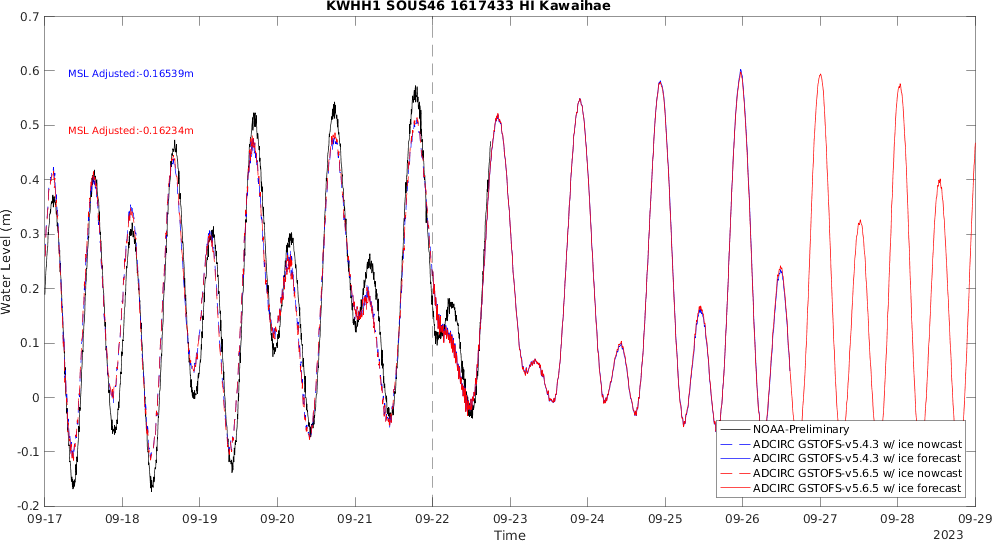 KWHH1 SOUS46 1617433 HI Kawaihae
0.7
0.6
0.5
0.4
0.3
0.2
0.1
0
-0.1
-0.2
Water Level (m)
MSL Adjusted:-0.16539m
MSL Adjusted:-0.16234m
NOAA-Preliminary
ADCIRC GSTOFS-v5.4.3 w/ ice nowcast
ADCIRC GSTOFS-v5.4.3 w/ ice forecast
ADCIRC GSTOFS-v5.6.5 w/ ice nowcast
ADCIRC GSTOFS-v5.6.5 w/ ice forecast
09-17 09-18 09-19 09-20 09-21 09-22 09-23 09-24 09-25 09-26 09-27 09-28 09-29
Time
2023